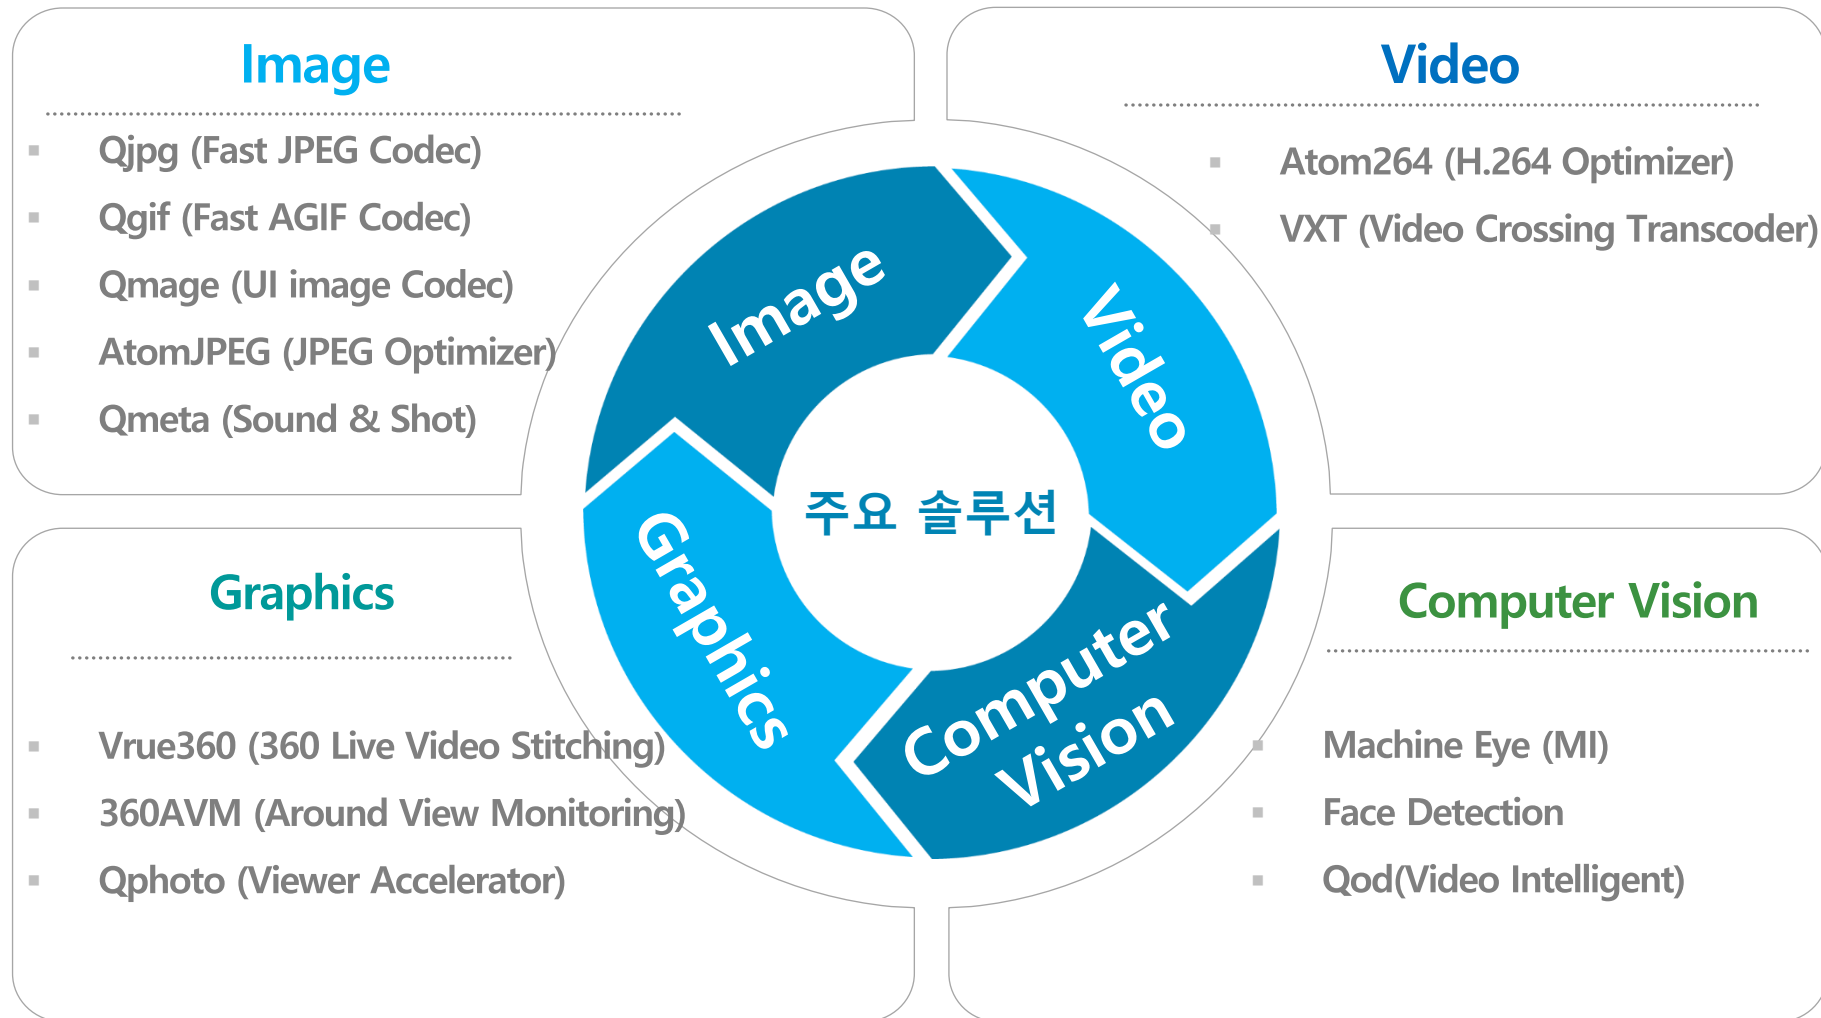 Image
Qjpg (Fast JPEG Codec)
Qgif (Fast AGIF Codec)
Qmage (UI image Codec)
AtomJPEG (JPEG Optimizer)
Qmeta (Sound & Shot)
Video
Atom264 (H.264 Optimizer)
VXT (Video Crossing Transcoder)
Image
Video
주요 솔루션
Graphics
Computer
Vision
Graphics
Vrue360 (360 Live Video Stitching)
360AVM (Around View Monitoring)
Qphoto (Viewer Accelerator)
Computer Vision
Machine Eye (MI)
Face Detection
Qod(Video Intelligent)